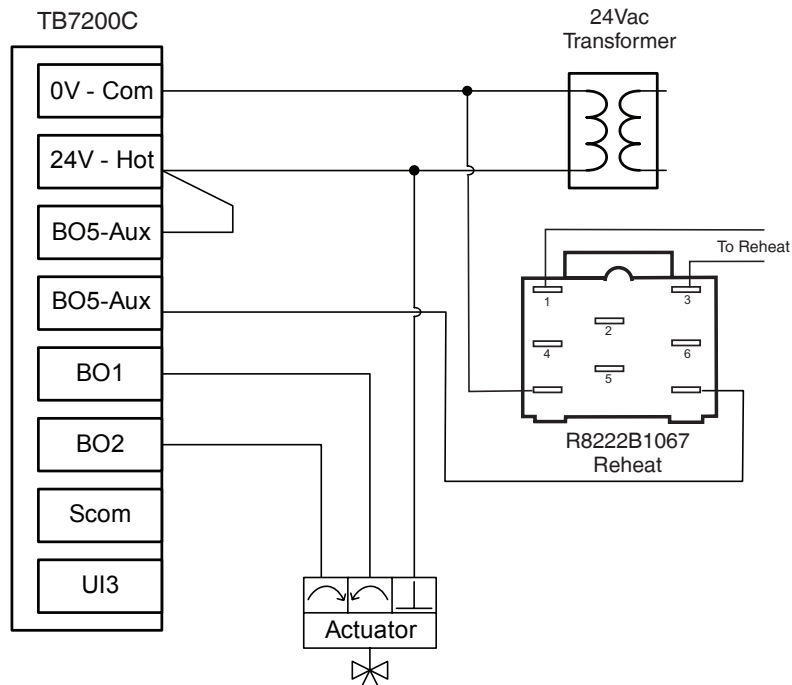 TB7200C
24Vac
Transformer
0V - Com
24V - Hot
BO5-Aux
BO5-Aux
BO1
BO2
Scom
UI3
To Reheat
1
3
2
4
6
5
R8222B1067
Reheat
Actuator